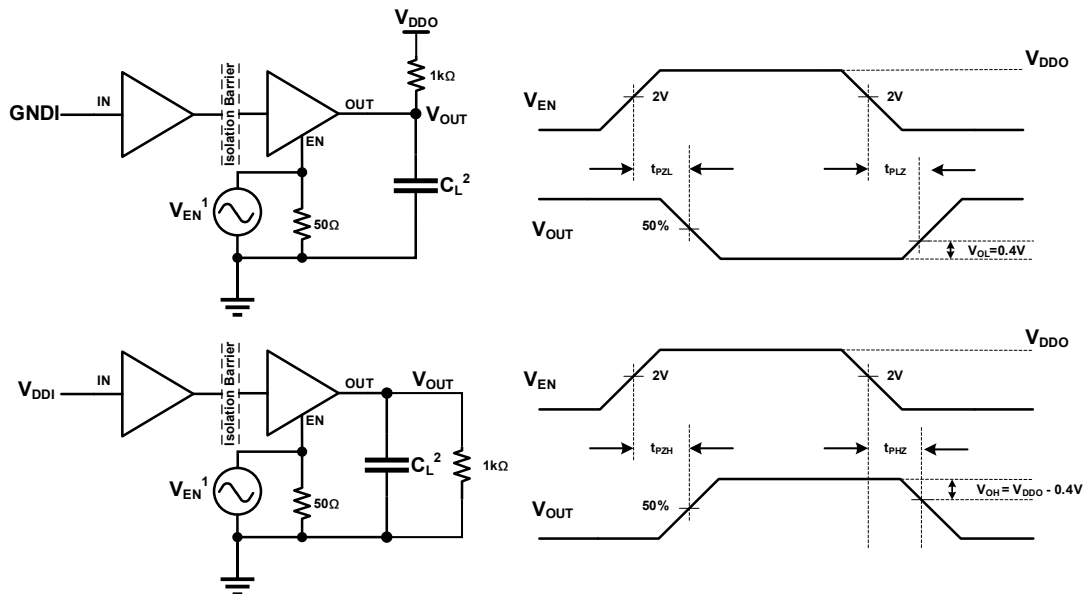 VDDO
1kΩ
GNDI
IN
Isolation Barrier
OUT
VOUT
EN
VEN1
50Ω
CL2
VDDO
VEN
2V
2V
tPZL
tPLZ
VOUT
50%
VOL=0.4V
VDDI
IN
Isolation Barrier
OUT
VOUT
EN
VEN1
50Ω
CL2
1kΩ
VDDO
VEN
2V
2V
tPZH
tPHZ
VOUT
50%
VOH = VDDO - 0.4V